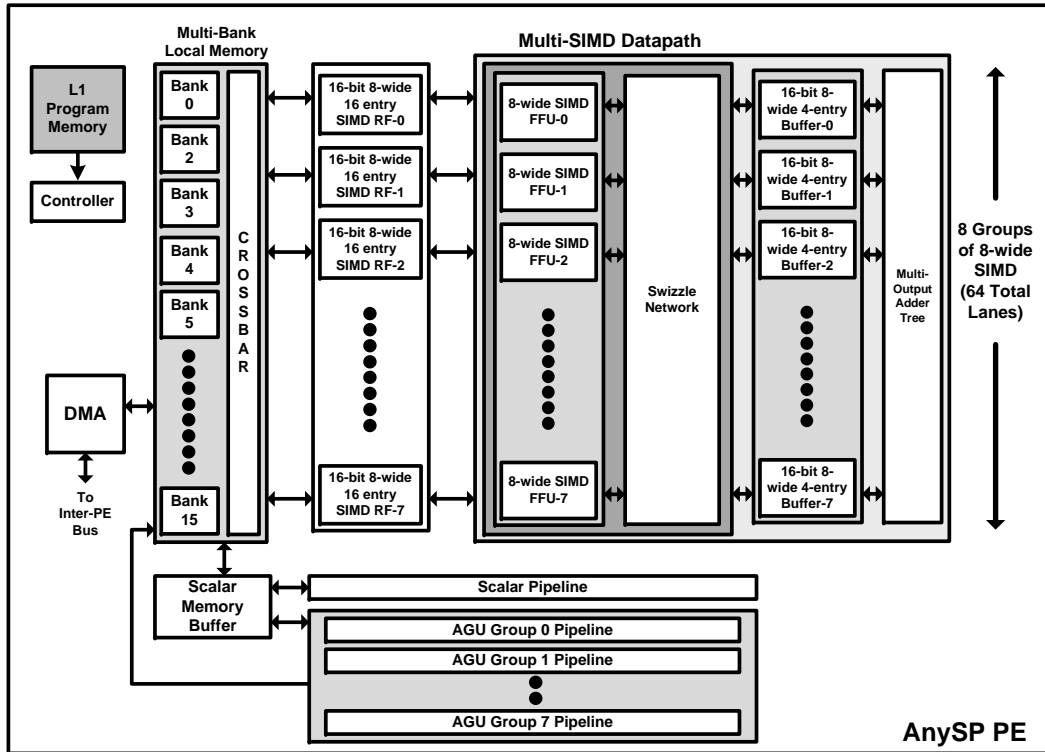 Multi-Bank
Local Memory
Multi-SIMD Datapath
L1
Program
Memory
Controller
Bank
0
Bank
2
Bank
3
Bank
4
Bank
5
Bank
15
C
R
O
S
S
B
A
R
16-bit 8-wide
16 entry
SIMD RF-0
16-bit 8-wide
16 entry
SIMD RF-1
16-bit 8-wide
16 entry
SIMD RF-2
16-bit 8-wide
16 entry
SIMD RF-7
8-wide SIMD
FFU-0
8-wide SIMD
FFU-1
8-wide SIMD
FFU-2
8-wide SIMD
FFU-7
Swizzle
Network
16-bit 8-
wide 4-entry
Buffer-0
16-bit 8-
wide 4-entry
Buffer-1
16-bit 8-
wide 4-entry
Buffer-2
16-bit 8-
wide 4-entry
Buffer-7
Multi-
Output
Adder
Tree
8 Groups
of 8-wide
SIMD
(64 Total
Lanes)
DMA
To
Inter-PE
Bus
Scalar
Memory
Buffer
Scalar Pipeline
AGU Group 0 Pipeline
AGU Group 1 Pipeline
AGU Group 7 Pipeline
AnySP PE